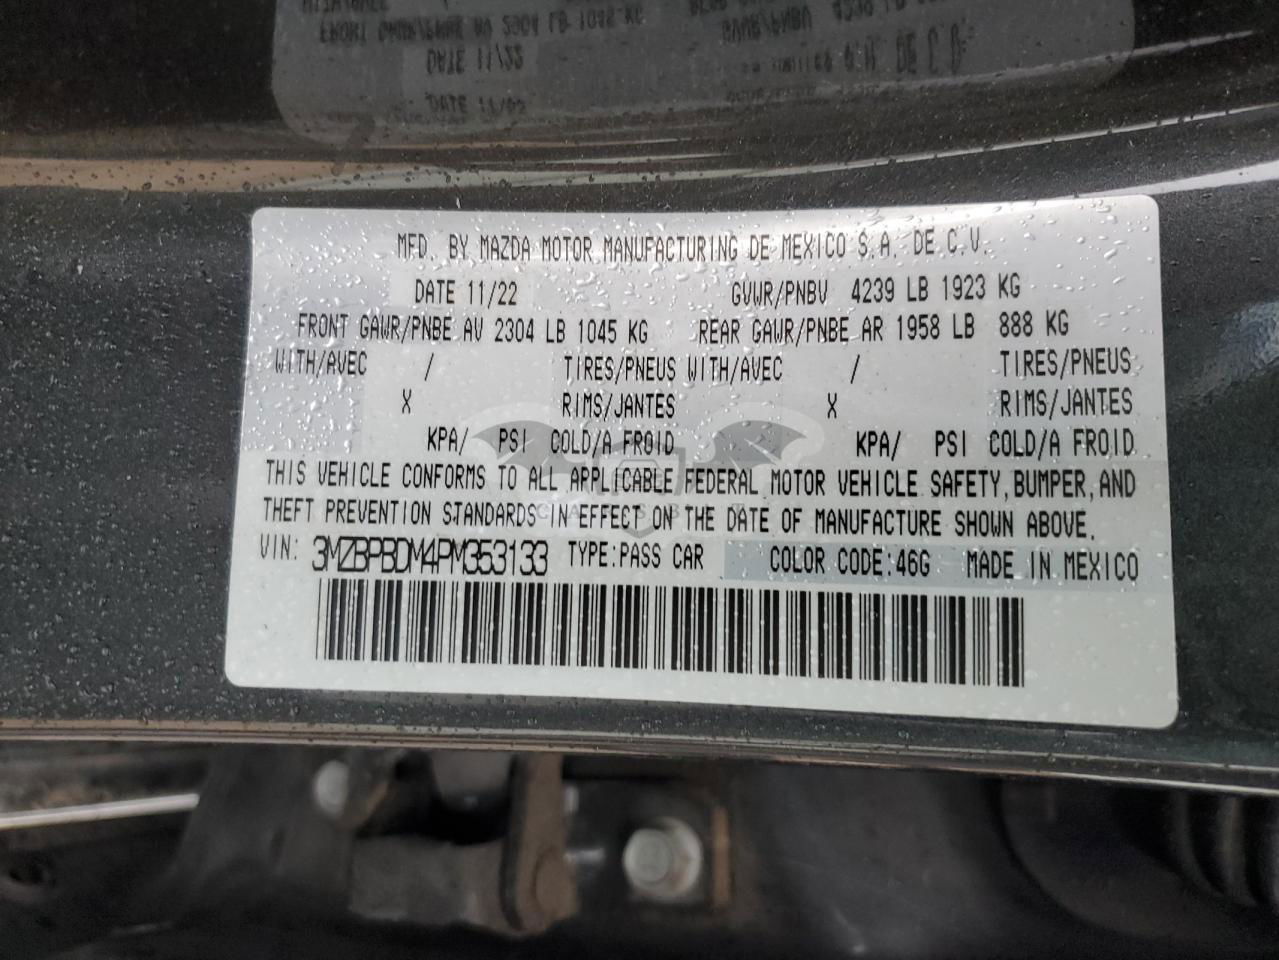 MFD. BY MAZDA MOTOR MANUFACTURING DE MEXICO S.A. DE C.V.
DATE 11/22 GVWR/PNBV 4239 LB 1923 KG
FRONT GAWR/PNBE AV 2304 LB 1045 KG REAR GAWR/PNBE AR 1958 LB 888 KG
WITH/AVEC / TIRES/PNEUS WITH/AVEC / TIRES/PNEUS
X RIMS/JANTES X RIMS/JANTES
KPA/ PSI COLD/A FROID KPA/ PSI COLD/A FROID
THIS VEHICLE CONFORMS TO ALL APPLICABLE FEDERAL MOTOR VEHICLE SAFETY, BUMPER, AND
THEFT PREVENTION STANDARDS IN EFFECT ON THE DATE OF MANUFACTURE SHOWN ABOVE.
VIN: 3MZBPBDM4PM353133 TYPE:PASS CAR COLOR CODE:46G MADE IN MEXICO